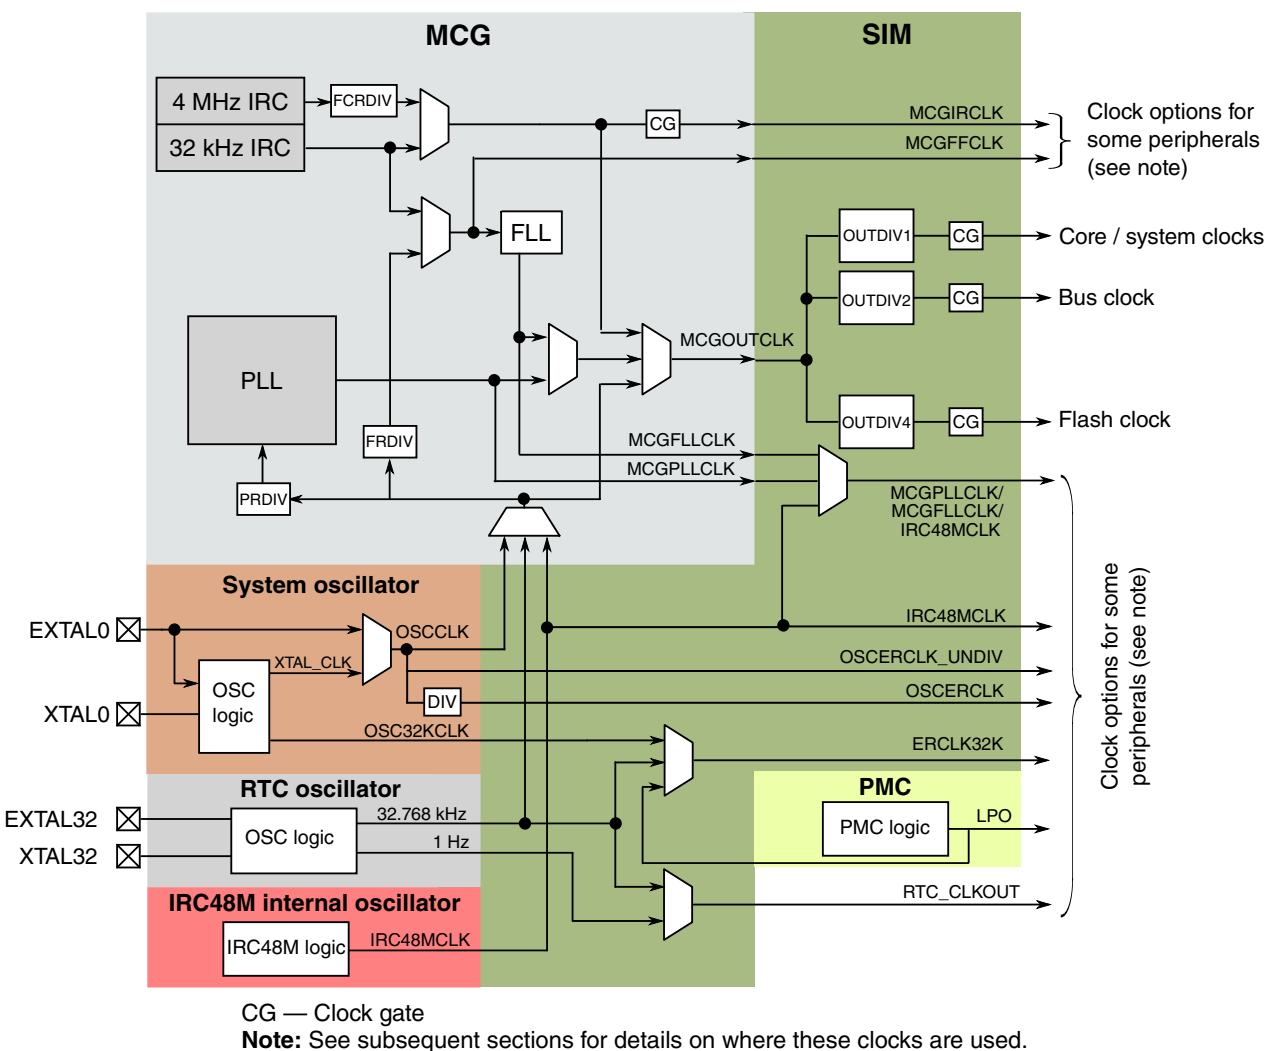 MCG
SIM
4 MHz IRC
FCRDIV
32 kHz IRC
CG
MCGIRCLK
MCGFFCLK
Clock options for
some peripherals
(see note)
FLL
OUTDIV1
CG
Core / system clocks
OUTDIV2
CG
Bus clock
PLL
MCGOUTCLK
OUTDIV4
CG
Flash clock
FRDIV
MCGFLLCLK
MCGPLLCLK
PRDIV
MCGPLLCLK/
MCGFLLCLK/
IRC48MCLK
System oscillator
EXTAL0
OSCCLK
XTAL_CLK
OSC
logic
XTAL0
DIV
OSC32KCLK
IRC48MCLK
OSCERCLK_UNDIV
OSCERCLK
ERCLK32K
Clock options for some
peripherals (see note)
RTC oscillator
EXTAL32
XTAL32
OSC logic
32.768 kHz
1 Hz
PMC
PMC logic
LPO
RTC_CLKOUT
IRC48M internal oscillator
IRC48M logic
IRC48MCLK
CG — Clock gate
Note: See subsequent sections for details on where these clocks are used.